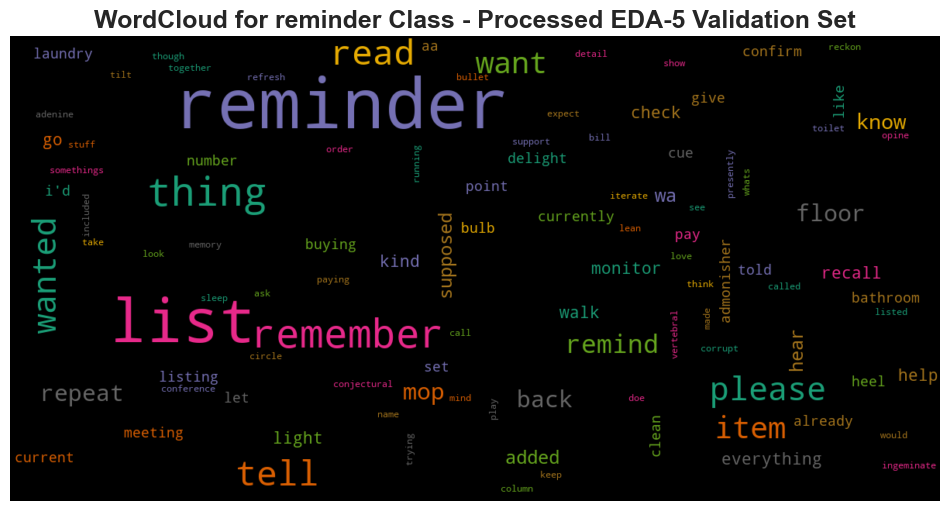 WordCloud for reminder Class - Processed EDA-5 Validation Set
laundry though together tilt read aa want detail show confirm reckon
refresh bullet
reminder
adenine expect check give like know
go stuff order running support bill toilet opine
somethings number delight cue presently whats
i'd thing point iterate wa see
included wanted take look memory buying kind supposed bulb currently lean pay floor
paying monitor love think admonisher told called recall
sleep ask bathroom listed
list remember call walk vertebral made
circle remind corrupt hear
listing conference conjectural set heel help
repeat let mop mind play back doe please
name item already
meeting light trying clean would
current added everything ingeminate
tell keep
column